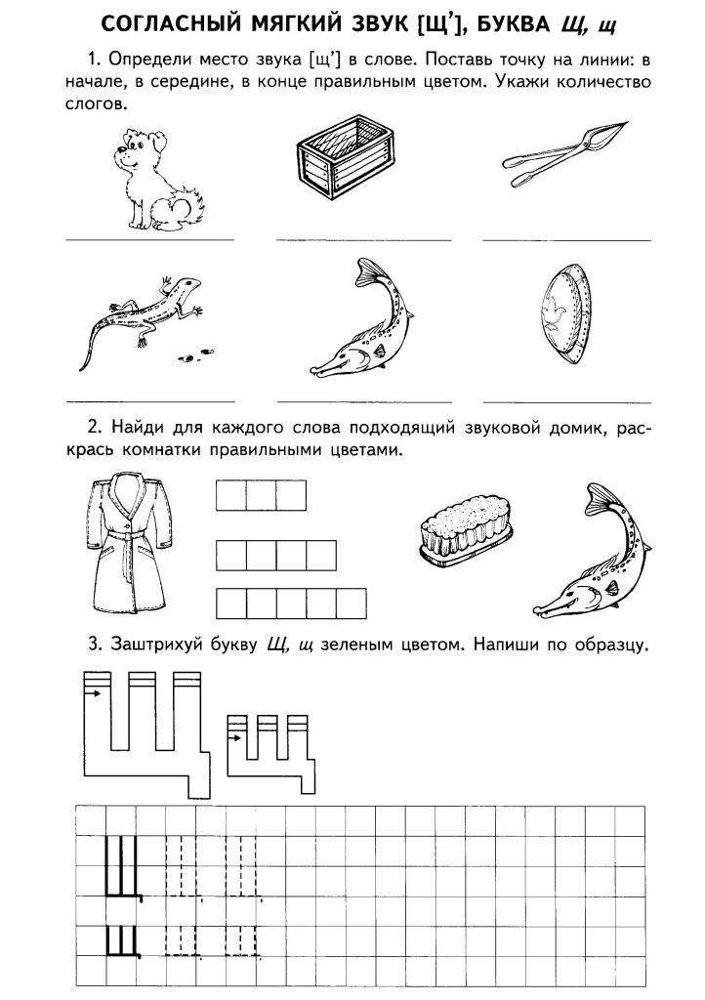 СОГЛАСНЫЙ МЯГКИЙ ЗВУК [Щ’], БУКВА Щ, щ
1. Определи место звука [щ’] в слове. Поставь точку на линии: в
начале, в середине, в конце правильным цветом. Укажи количество
слогов.
2. Найди для каждого слова подходящий звуковой домик, рас-
крась комнатки правильными цветами.
3. Заштрихуй букву Щ, щ зеленым цветом. Напиши по образцу.
Щ щ
Щ Щ Щ
щ щ щ